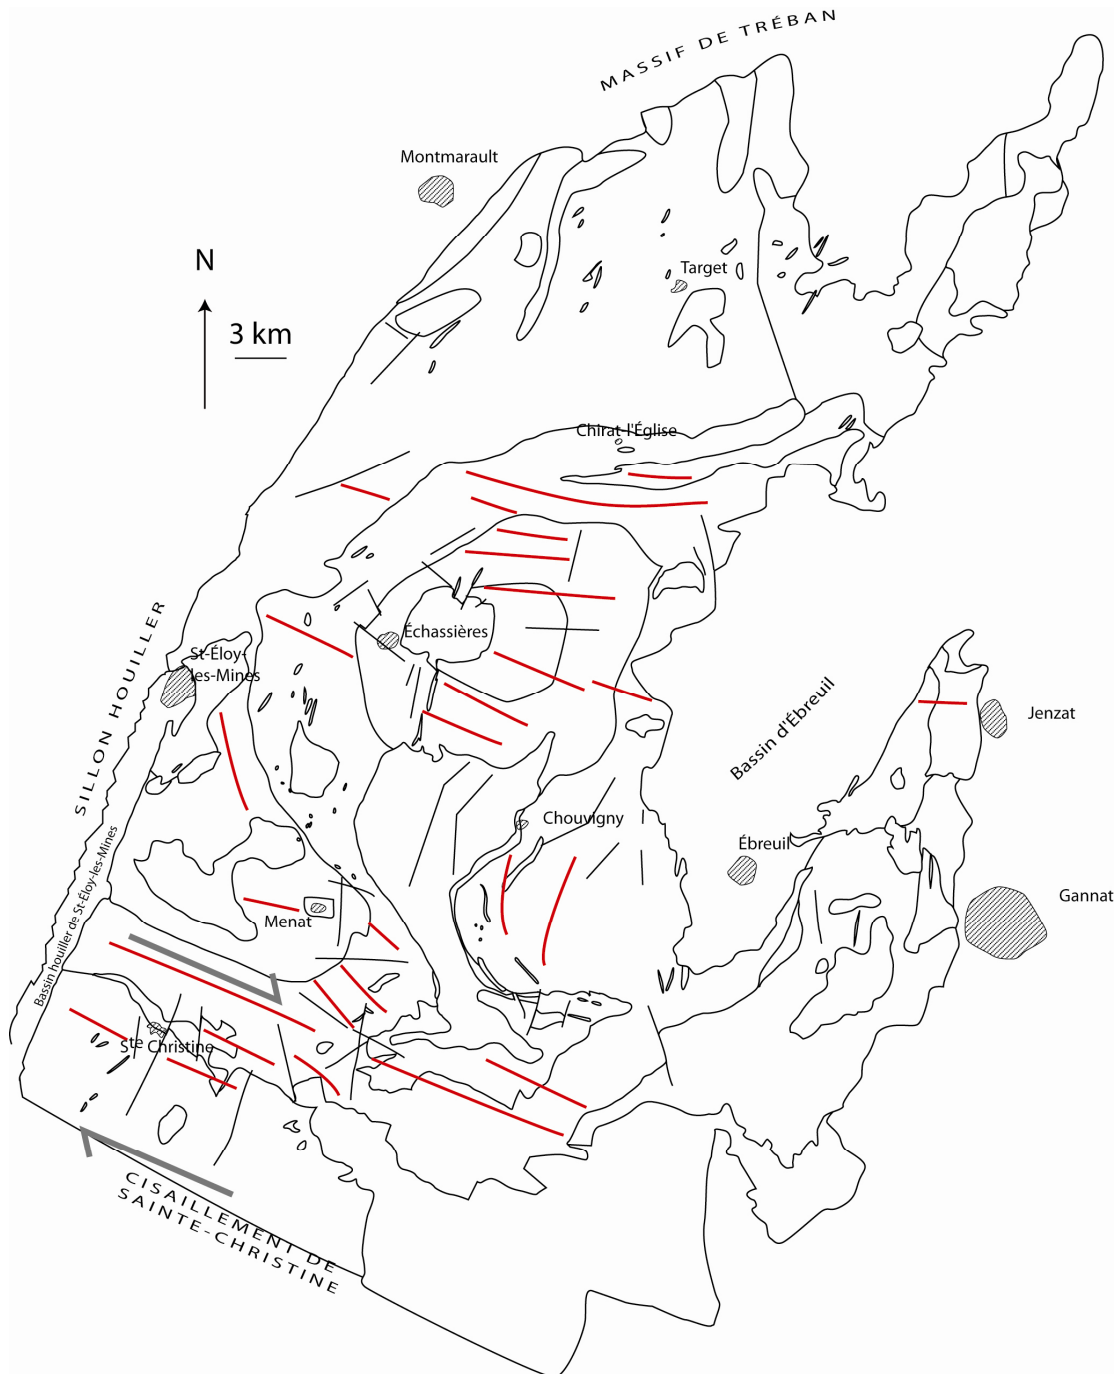 MASSIF DE TRÉBAN
Montmarault
N
3 km
Target
Chirat-l'Église
Échassières
St-Éloy-
les-Mines
SILLON HOUILLER
Bassin houiller de St-Éloy-les-Mines
Bassin d'Ébreuil
Jenzat
Chouvigny
Ébreuil
Gannat
Menat
Ste Christine
CISAILLEMENT DE
SAINTE-CHRISTINE